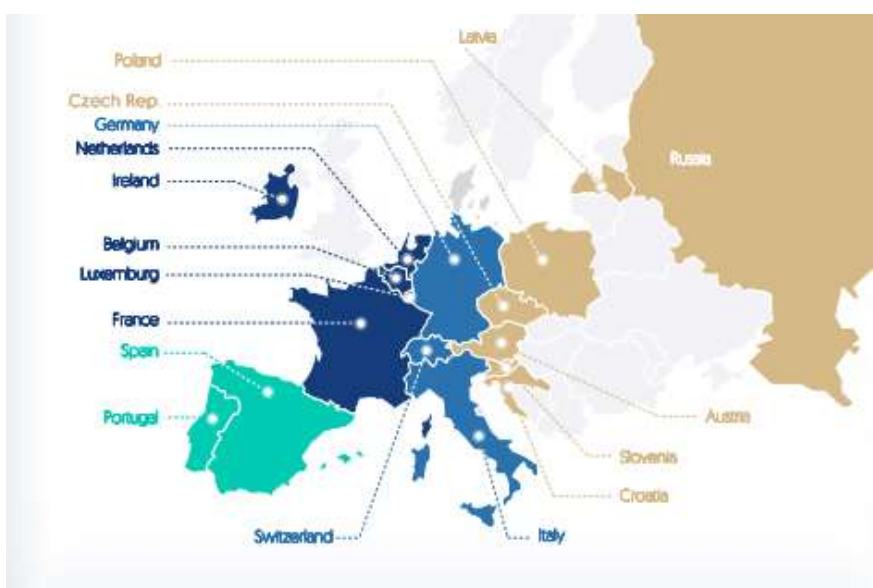 Latvia
Poland
Czech Rep.
Germany
Netherlands
Russia
Ireland
Belgium
Luxemburg
France
Spain
Portugal
Austria
Slovenia
Croatia
Switzerland
Italy